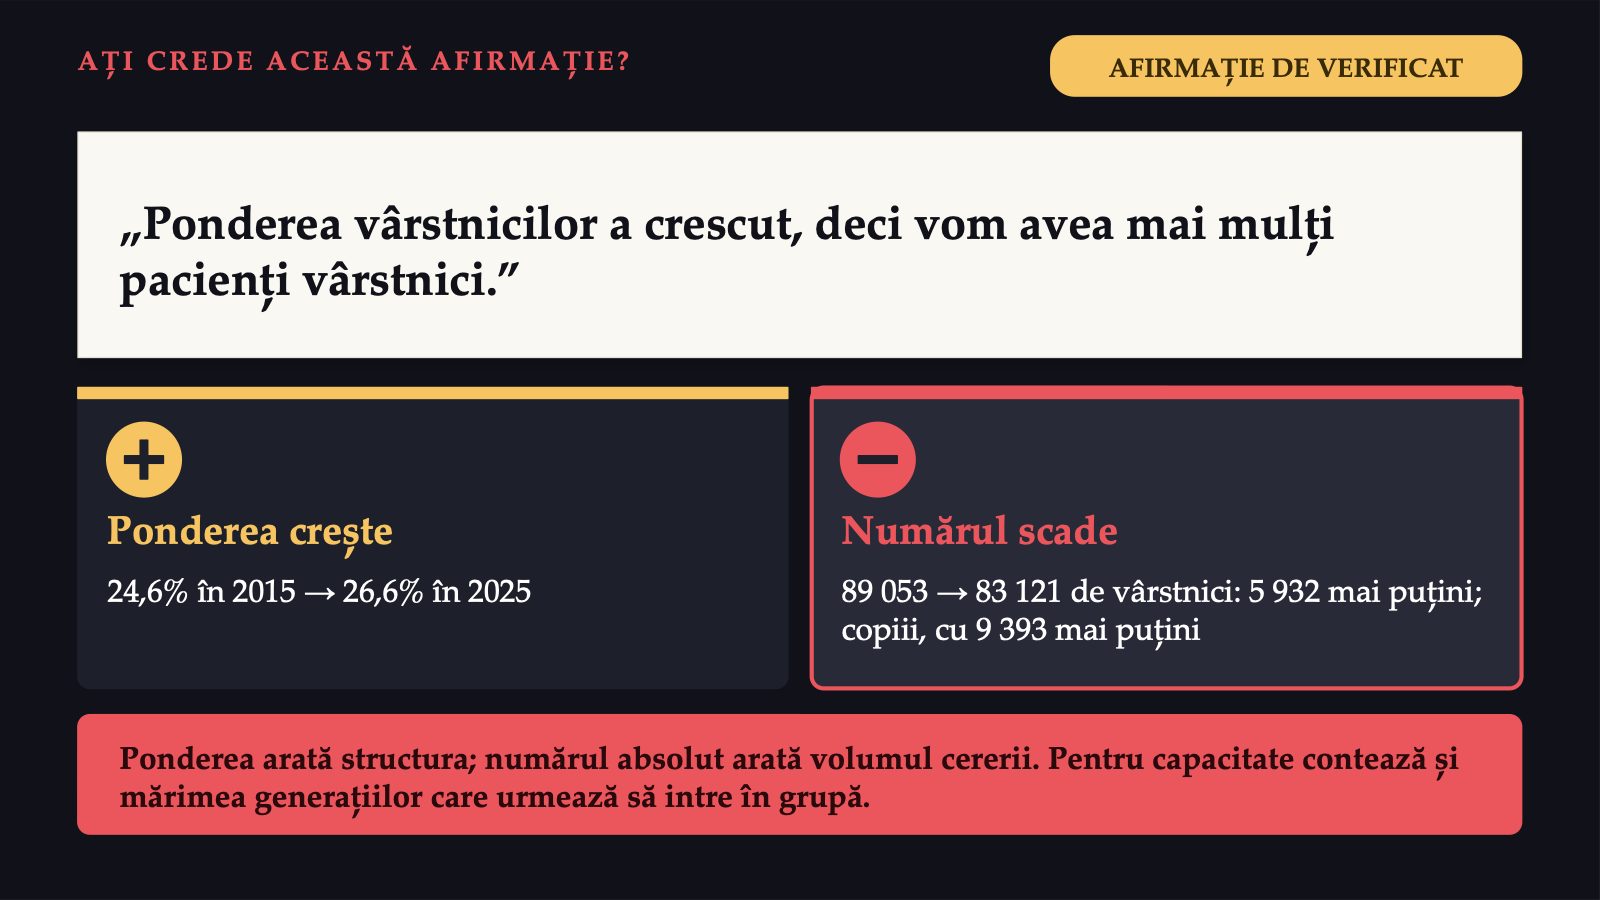 AȚI CREDE ACEASTĂ AFIRMAȚIE?
AFIRMAȚIE DE VERIFICAT
„Ponderea vârstnicilor a crescut, deci vom avea mai mulți
pacienți vârstnici.”
Ponderea crește
24,6% în 2015 → 26,6% în 2025
Numărul scade
89 053 → 83 121 de vârstnici: 5 932 mai puțini;
copiii, cu 9 393 mai puțini
Ponderea arată structura; numărul absolut arată volumul cererii. Pentru capacitate contează și
mărimea generațiilor care urmează să intre în grupă.